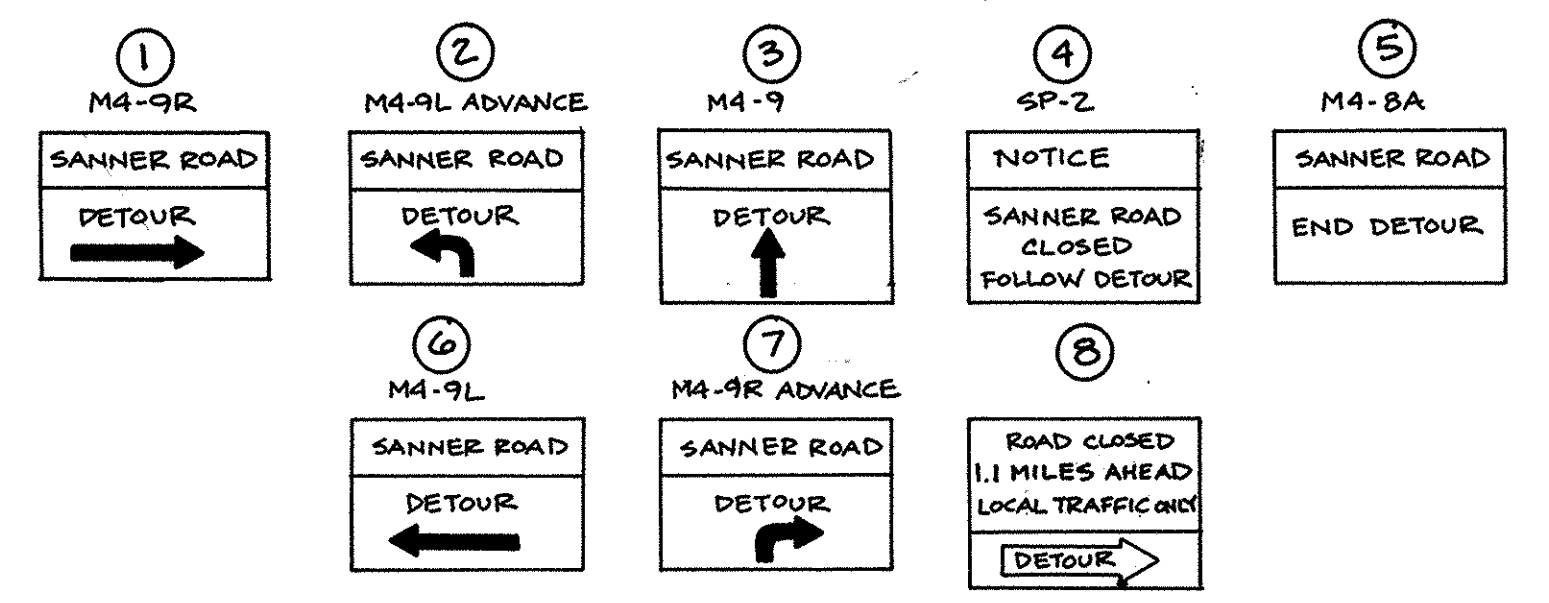 1
M4-9R
SANNER ROAD
DETOUR
2
M4-9L ADVANCE
SANNER ROAD
DETOUR
3
M4-9
SANNER ROAD
DETOUR
4
SP-2
NOTICE
SANNER ROAD
CLOSED
FOLLOW DETOUR
5
M4-8A
SANNER ROAD
END DETOUR
6
M4-9L
SANNER ROAD
DETOUR
7
M4-9R ADVANCE
SANNER ROAD
DETOUR
8
ROAD CLOSED
1.1 MILES AHEAD
LOCAL TRAFFIC ONLY
DETOUR